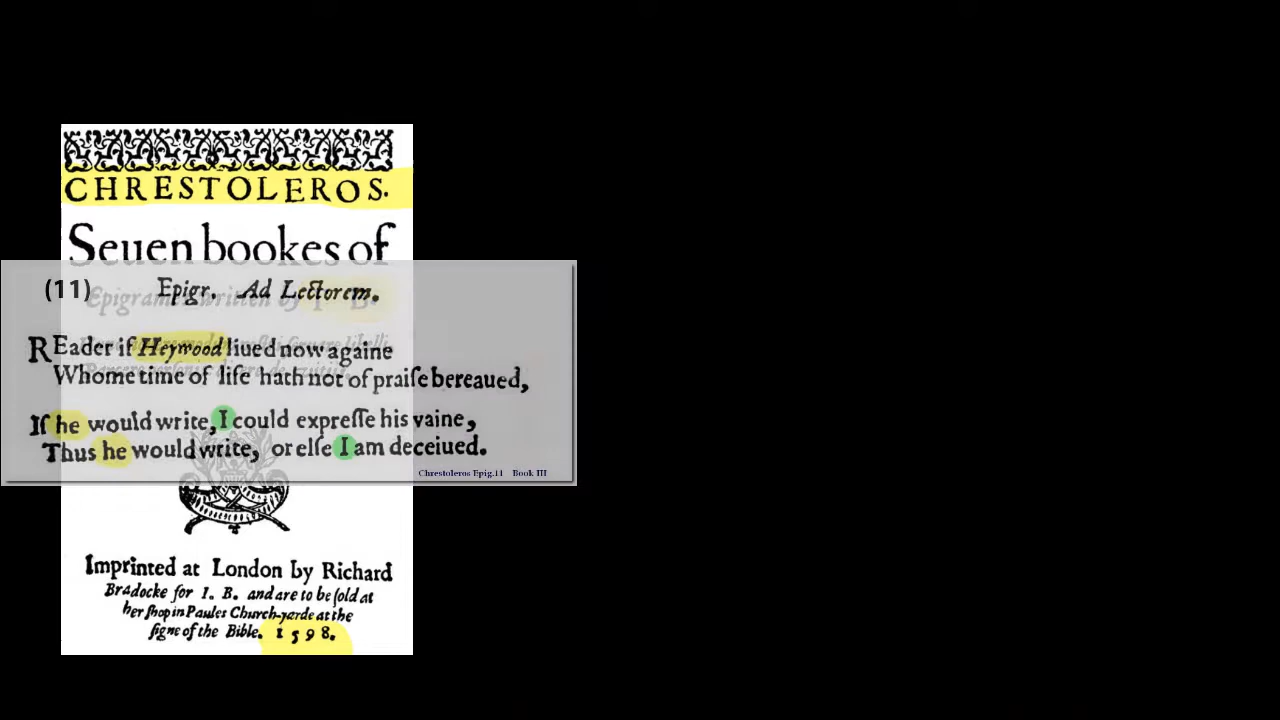 CHRESTOLEROS.
Seuen bookes of
Epigrames written by T B.
(11) Epigr. Ad Lectorem.
REader if Heywood liued now againe
Whome time of life hath not of praiſe bereaued,
If he would write, I could expreſſe his vaine,
Thus he would write, or elſe I am deceiued.
Chrestoleros Epig.11 Book III
Imprinted at London by Richard
Bradocke for I. B. and are to be ſold at
her ſhop in Paules Church-yarde at the
ſigne of the Bible. 1598.